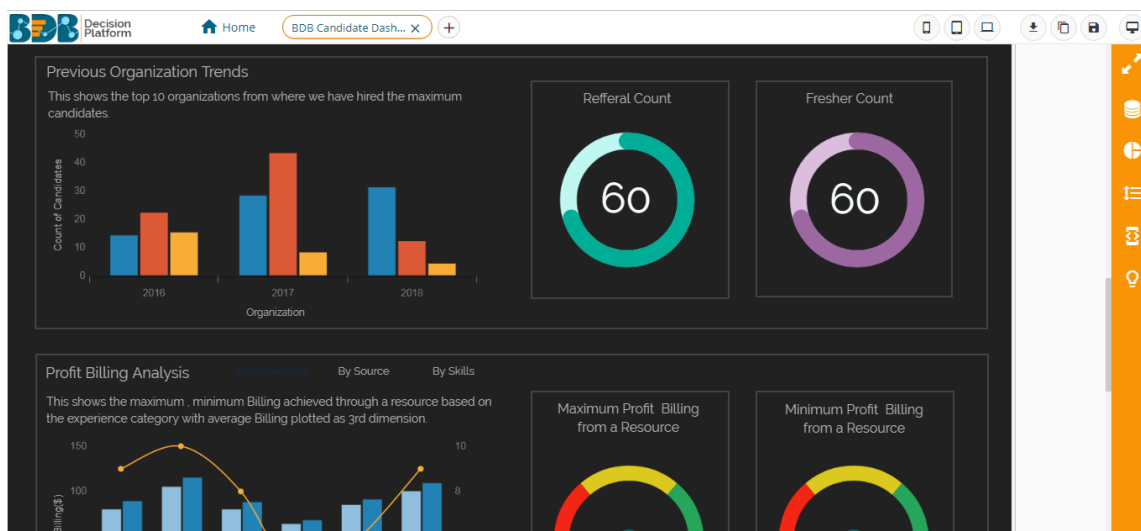 BDB Decision
Platform
Home
BDB Candidate Dash...
Previous Organization Trends
This shows the top 10 organizations from where we have hired the maximum
candidates.
Refferal Count
Fresher Count
50
40
30
20
10
0
Count of Candidates
60
60
2016
2017
2018
Organization
Profit Billing Analysis
By Experience
By Source
By Skills
This shows the maximum , minimum Billing achieved through a resource based on
the experience category with average Billing plotted as 3rd dimension.
Maximum Profit Billing
from a Resource
Minimum Profit Billing
from a Resource
150
100
Billing($)
10
8